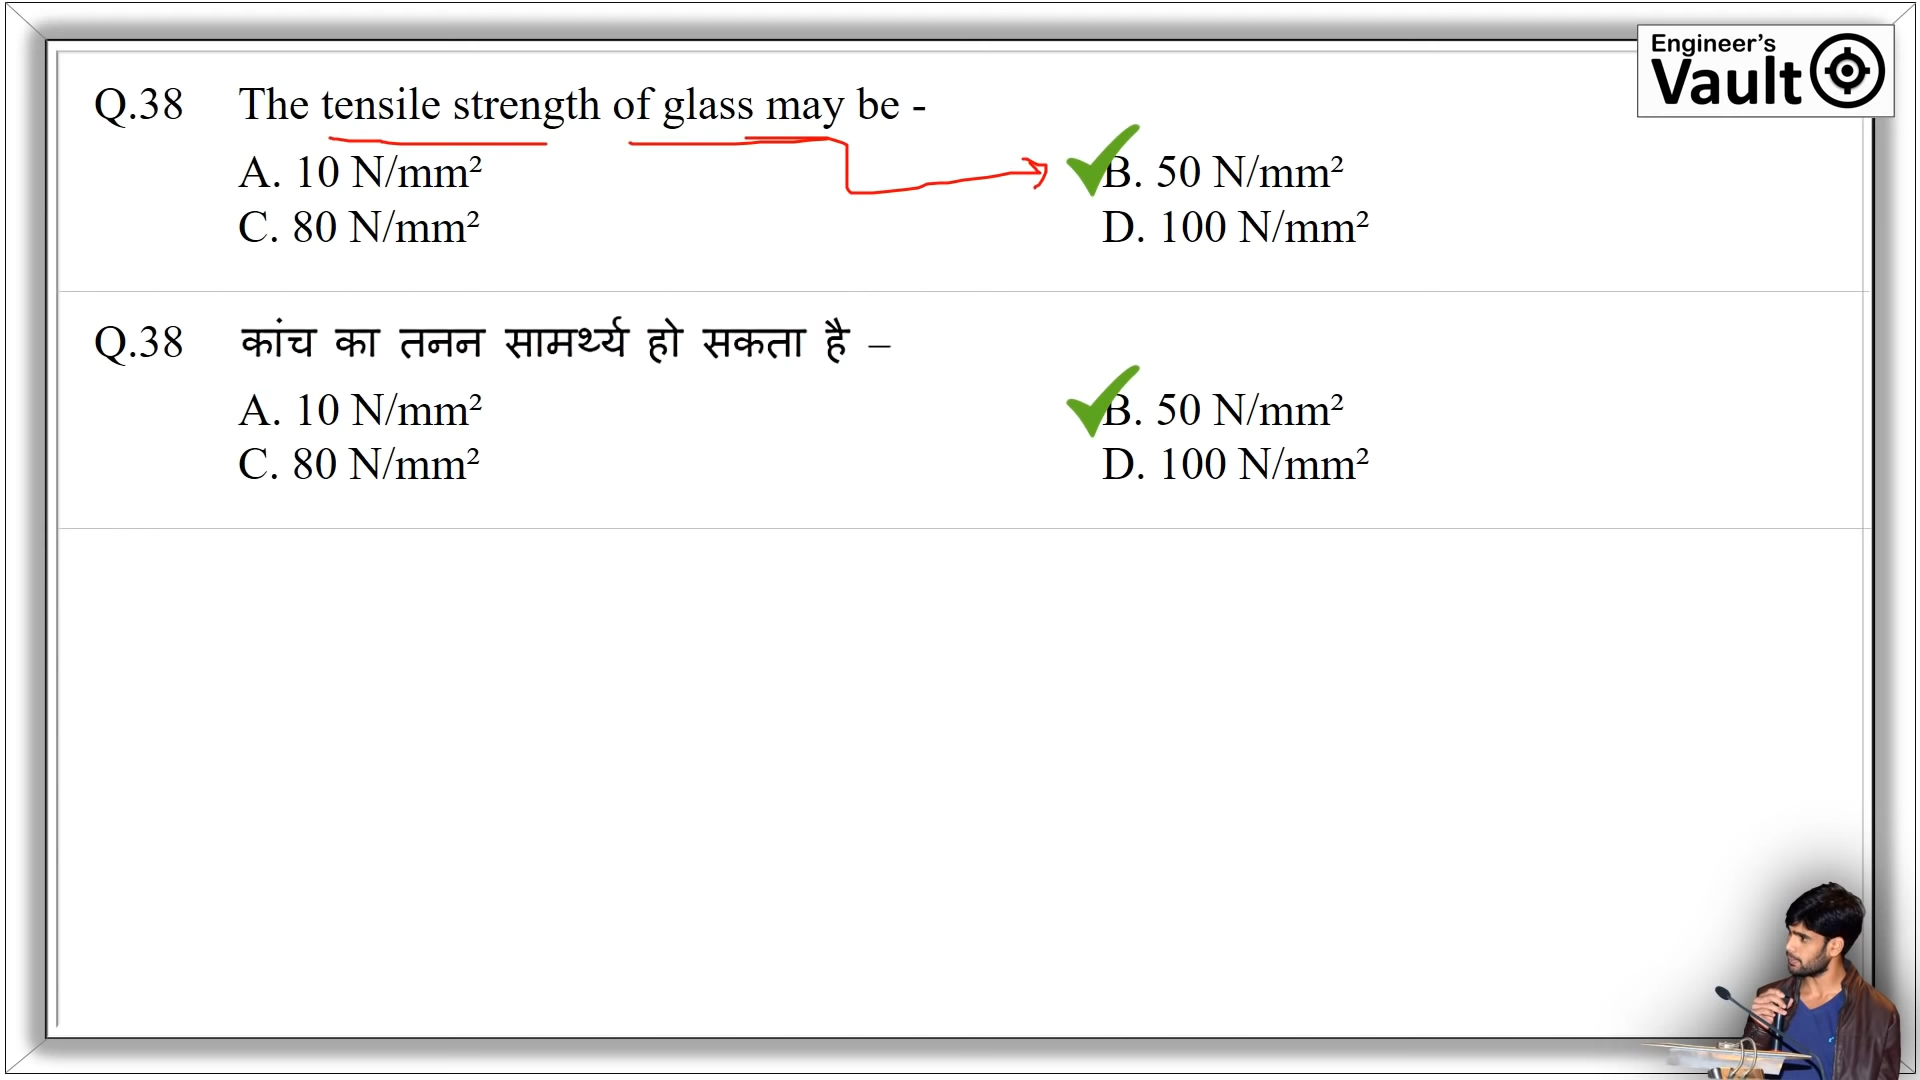 Engineer's
Vault
Q.38 The tensile strength of glass may be -
A. 10 N/mm² B. 50 N/mm²
C. 80 N/mm² D. 100 N/mm²
Q.38 कांच का तनन सामर्थ्य हो सकता है –
A. 10 N/mm² B. 50 N/mm²
C. 80 N/mm² D. 100 N/mm²